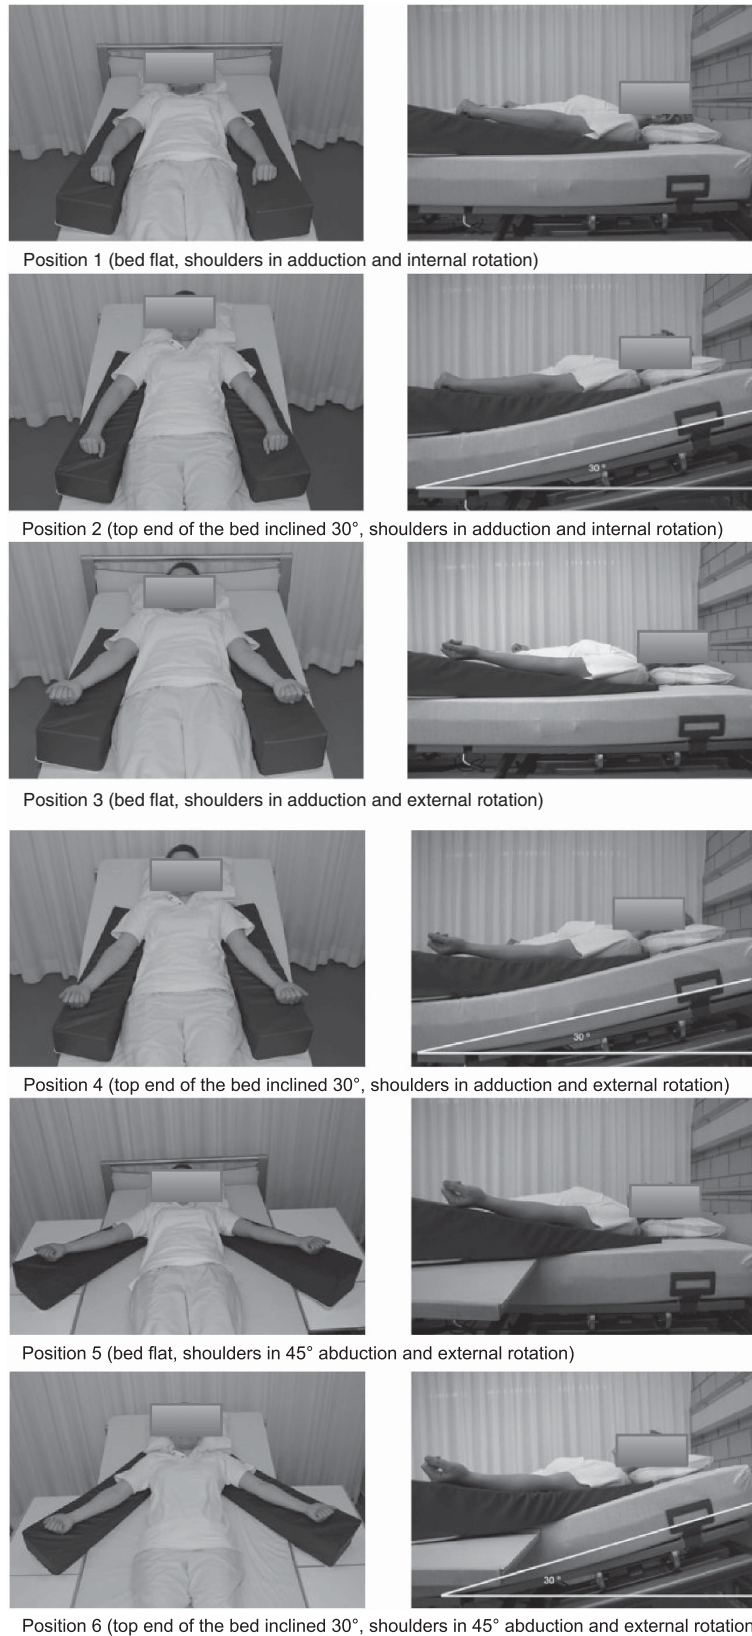 Position 1 (bed flat, shoulders in adduction and internal rotation)
30°
Position 2 (top end of the bed inclined 30°, shoulders in adduction and internal rotation)
Position 3 (bed flat, shoulders in adduction and external rotation)
30°
Position 4 (top end of the bed inclined 30°, shoulders in adduction and external rotation)
Position 5 (bed flat, shoulders in 45° abduction and external rotation)
30°
Position 6 (top end of the bed inclined 30°, shoulders in 45° abduction and external rotation